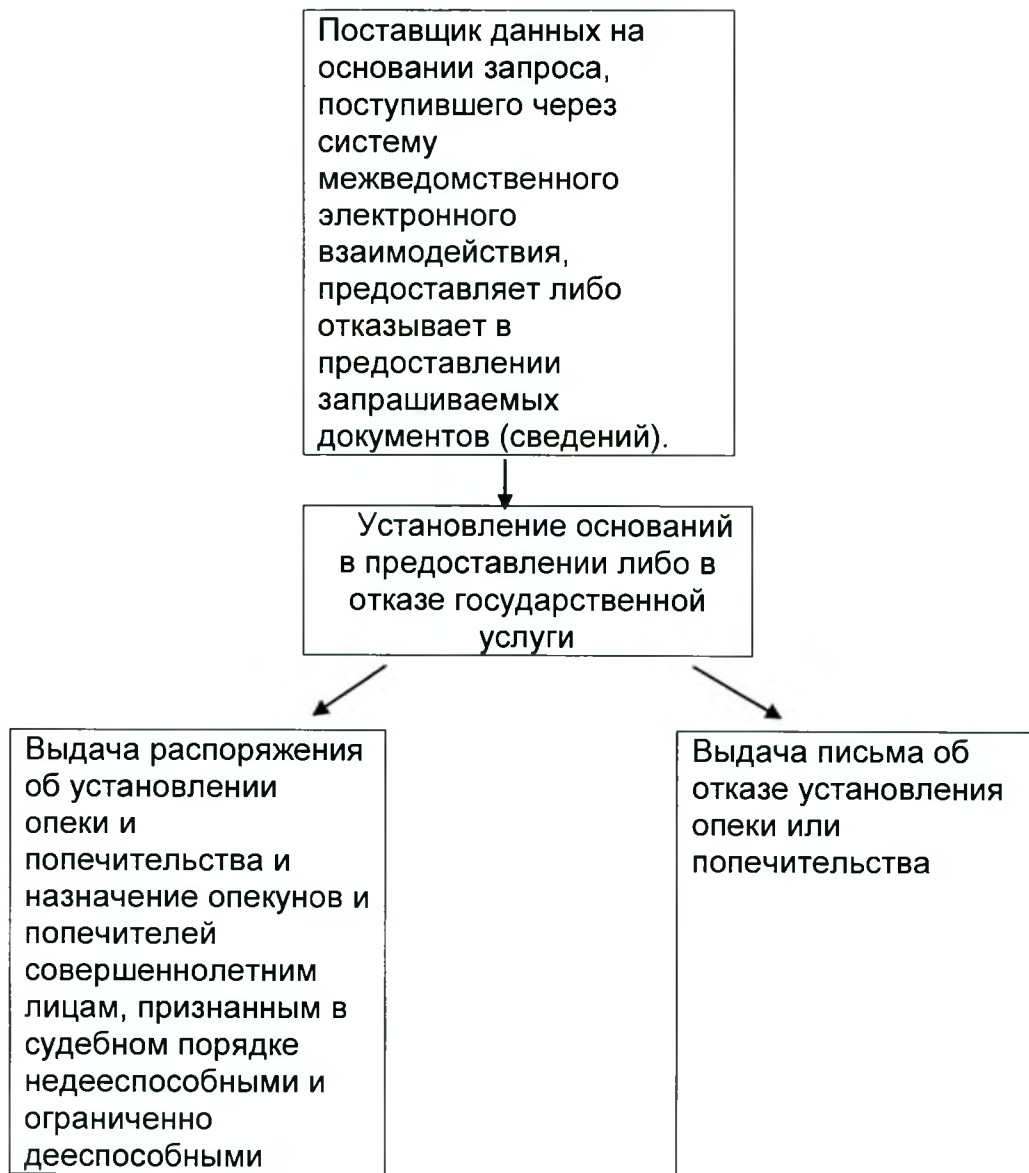 Поставщик данных на
основании запроса,
поступившего через
систему
межведомственного
электронного
взаимодействия,
предоставляет либо
отказывает в
предоставлении
запрашиваемых
документов (сведений).
Установление оснований
в предоставлении либо в
отказе государственной
услуги
Выдача распоряжения
об установлении
опеки и
попечительства и
назначение опекунов и
попечителей
совершеннолетним
лицам, признанным в
судебном порядке
недееспособными и
ограниченно
дееспособными
Выдача письма об
отказе установления
опеки или
попечительства